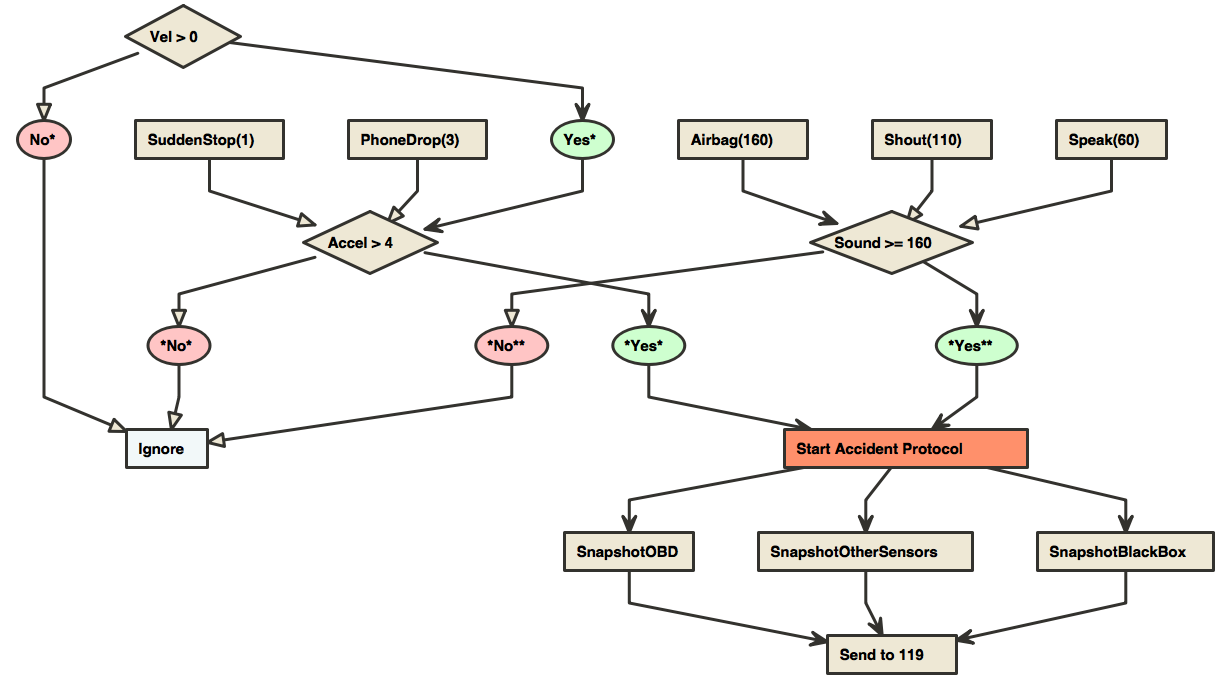 Vel > 0
No*
SuddenStop(1)
PhoneDrop(3)
Yes*
Airbag(160)
Shout(110)
Speak(60)
Accel > 4
Sound >= 160
*No*
*No**
*Yes*
*Yes**
Ignore
Start Accident Protocol
SnapshotOBD
SnapshotOtherSensors
SnapshotBlackBox
Send to 119